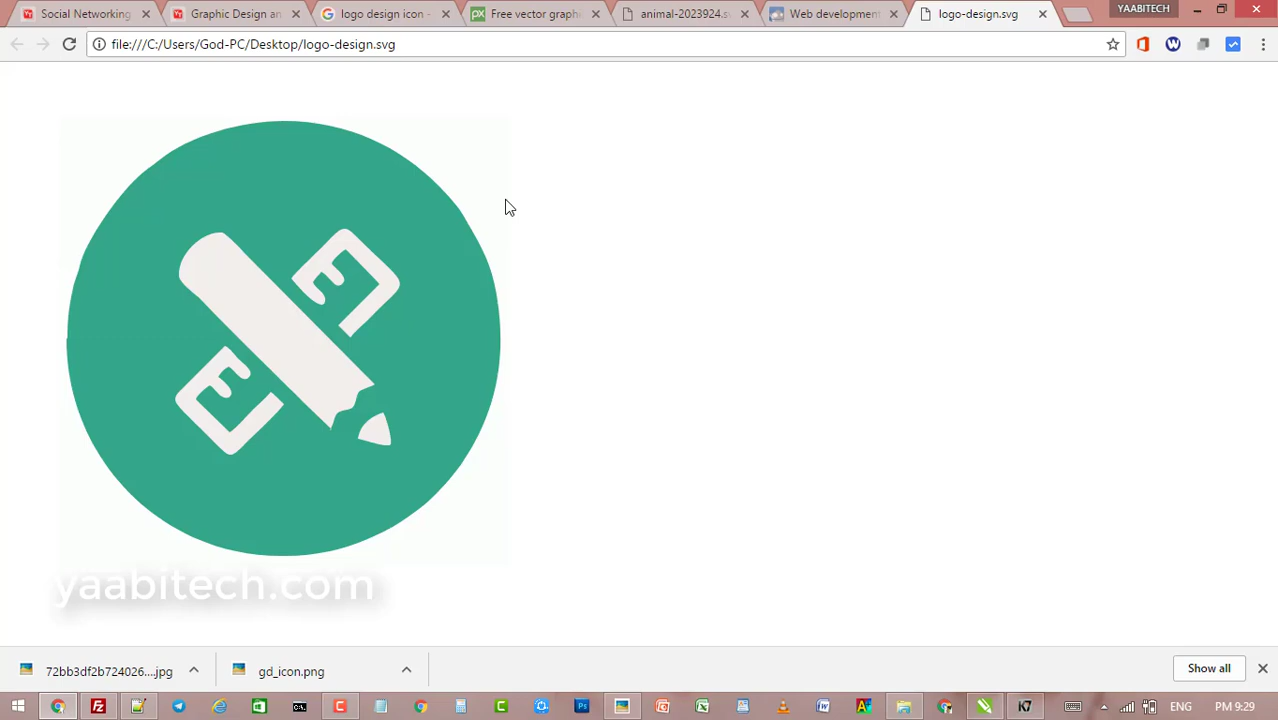 Social Networking
Graphic Design an
logo design icon -
Free vector graph
animal-2023924.sv
Web development
logo-design.svg
YAABITECH
file:///C:/Users/God-PC/Desktop/logo-design.svg
yaabitech.com
72bb3df2b724026....jpg
gd_icon.png
Show all
ENG
PM 9:29